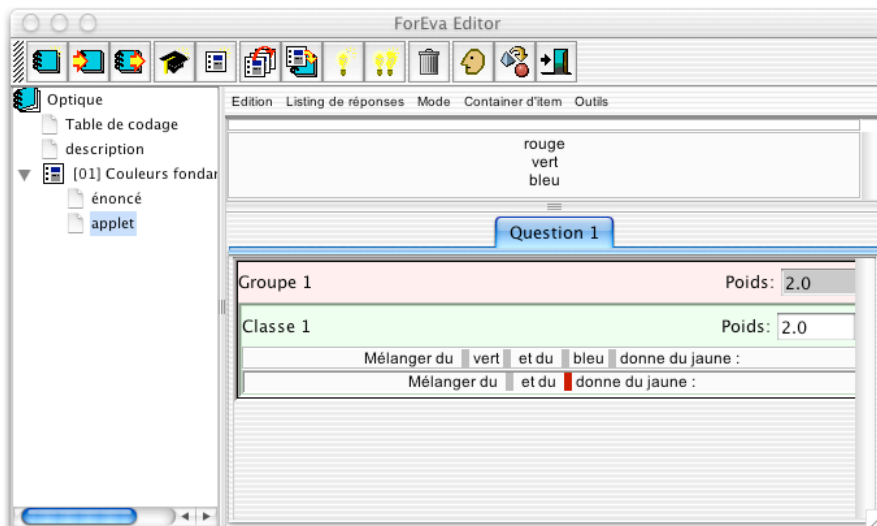 ForEva Editor
Optique
Table de codage
description
[01] Couleurs fondar
énoncé
applet
Edition Listing de réponses Mode Container d'item Outils
rouge
vert
bleu
Question 1
Groupe 1 Poids: 2.0
Classe 1 Poids: 2.0
Mélanger du vert et du bleu donne du jaune :
Mélanger du et du donne du jaune :